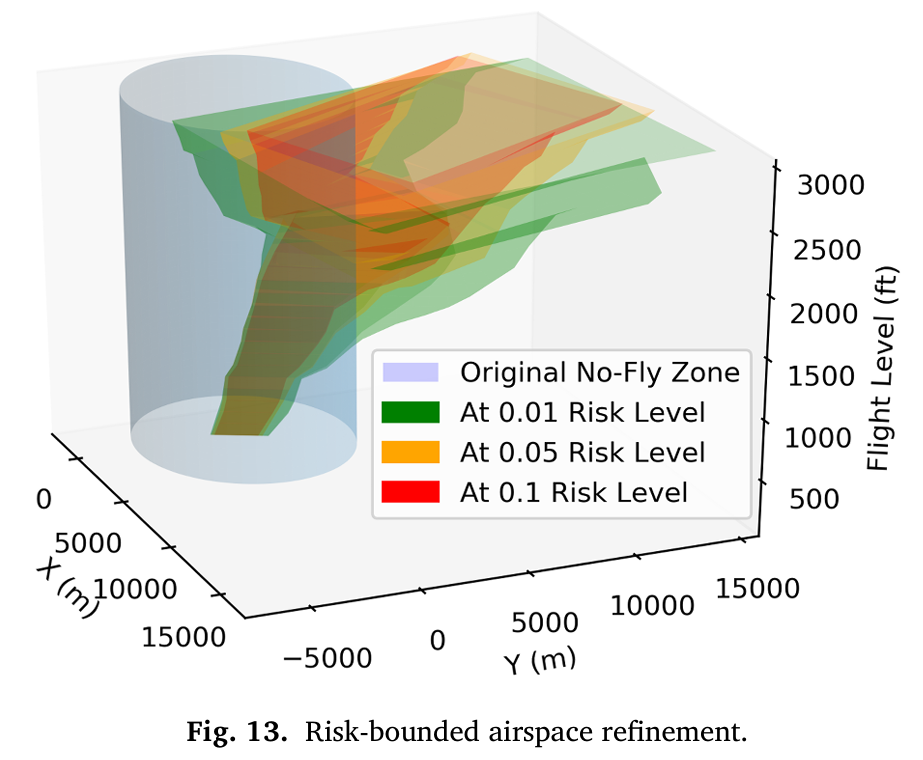 3000
2500
2000
1500
1000
500
Flight Level (ft)
Original No-Fly Zone
At 0.01 Risk Level
At 0.05 Risk Level
At 0.1 Risk Level
0
5000
10000
15000
X (m)
−5000
0
5000
10000
15000
Y (m)
Fig. 13. Risk-bounded airspace refinement.